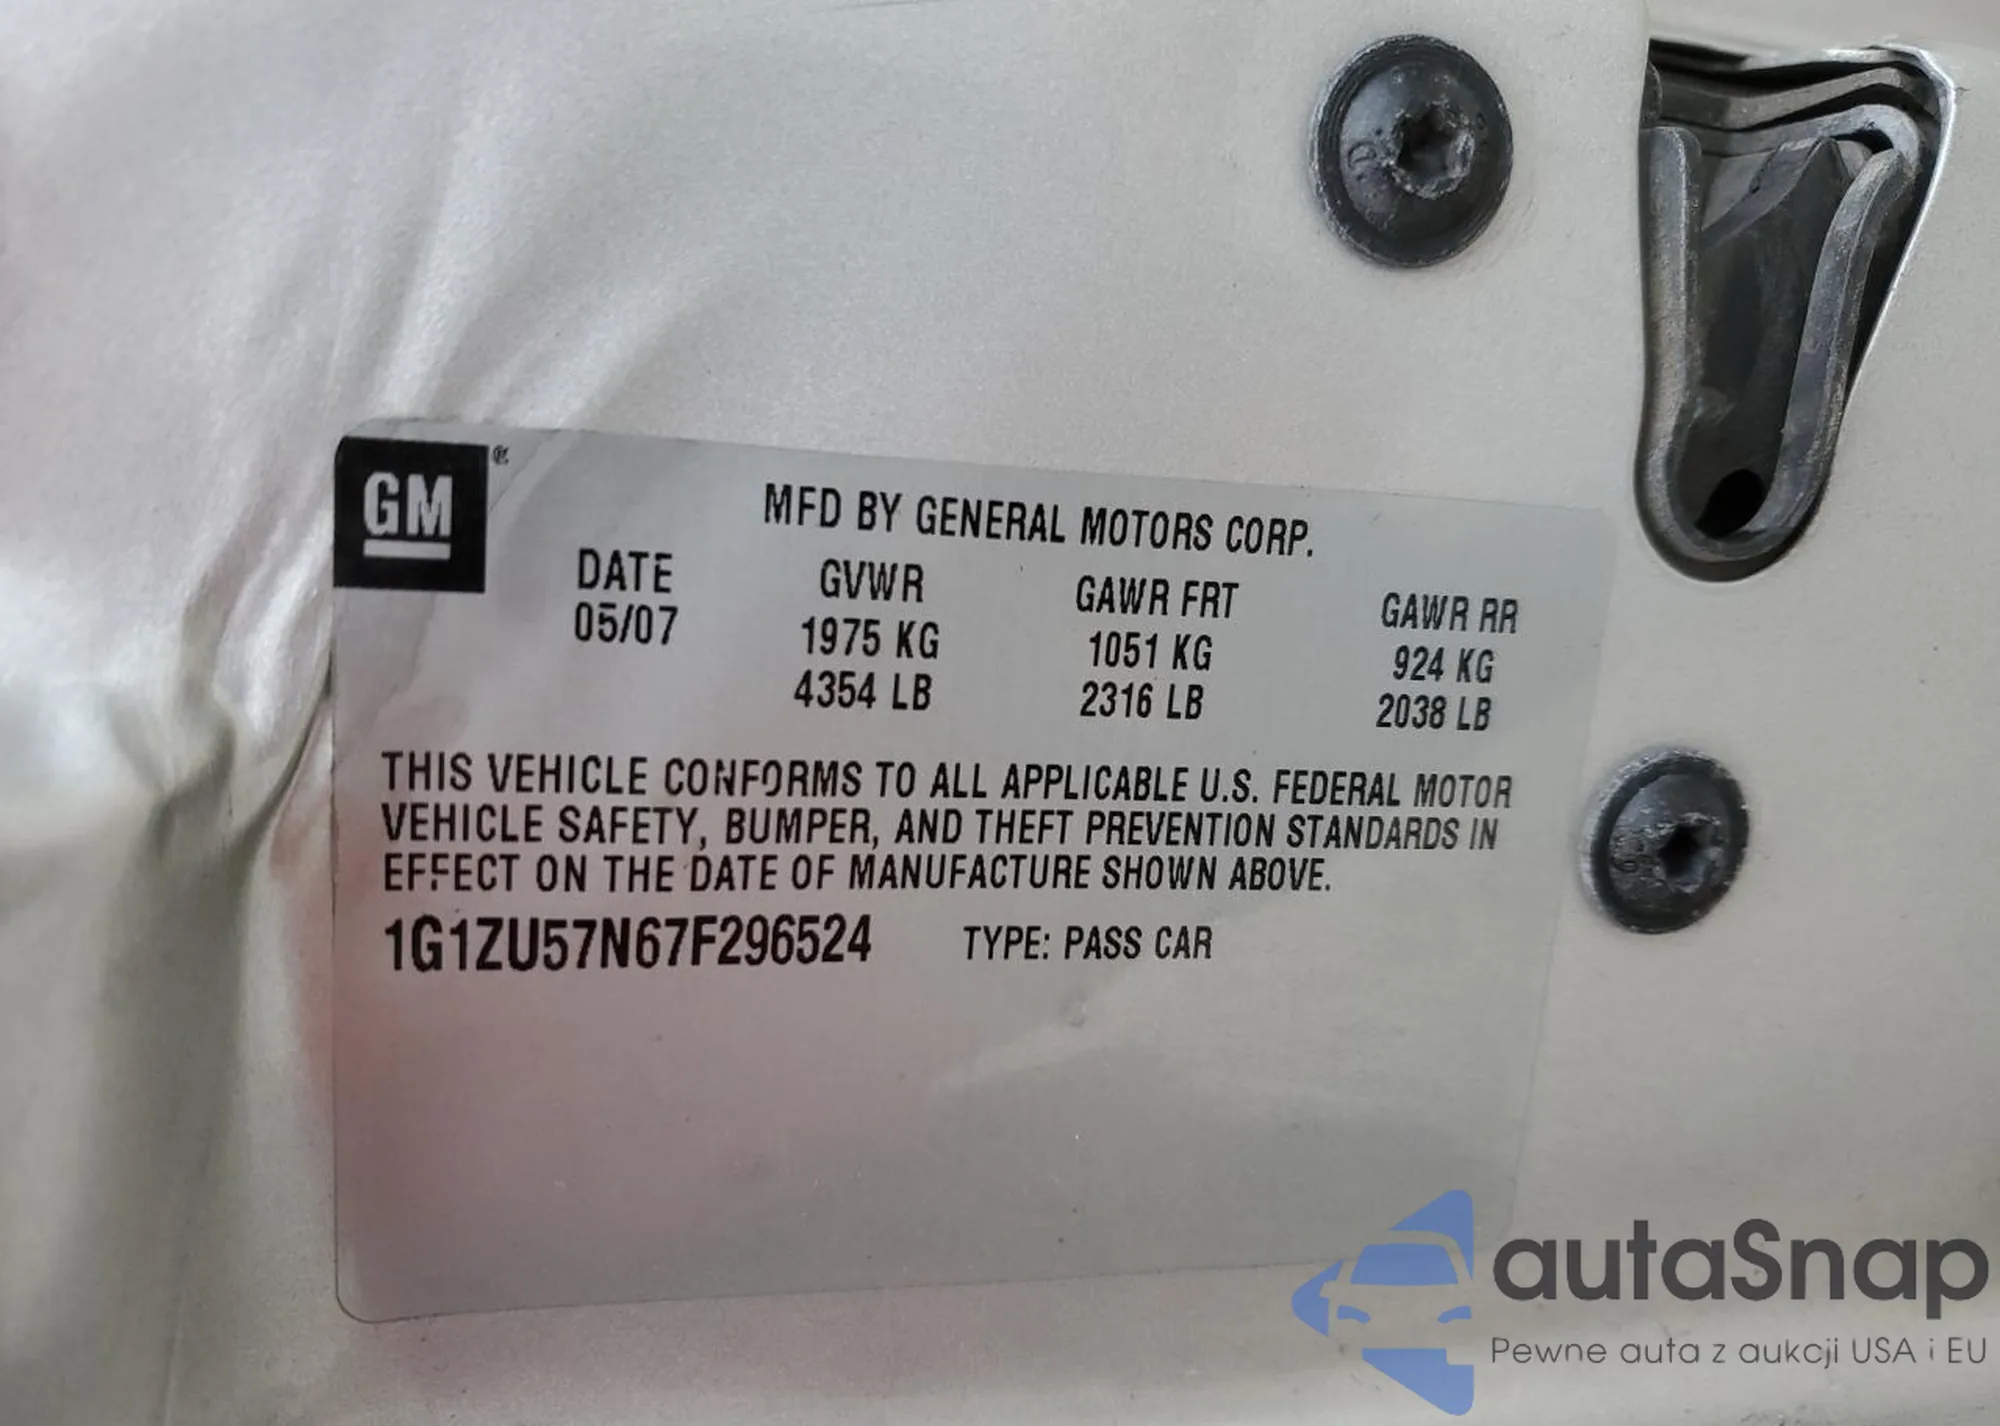 GM
MFD BY GENERAL MOTORS CORP.
DATE GVWR GAWR FRT GAWR RR
05/07 1975 KG 1051 KG 924 KG
4354 LB 2316 LB 2038 LB
THIS VEHICLE CONFORMS TO ALL APPLICABLE U.S. FEDERAL MOTOR
VEHICLE SAFETY, BUMPER, AND THEFT PREVENTION STANDARDS IN
EFFECT ON THE DATE OF MANUFACTURE SHOWN ABOVE.
1G1ZU57N67F296524 TYPE: PASS CAR
autaSnap
Pewne auta z aukcji USA i EU